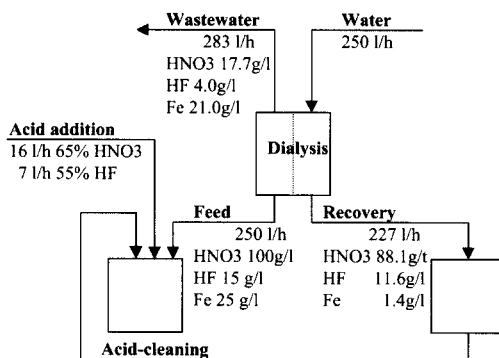 Wastewater
283 l/h
HNO3 17.7g/l
HF 4.0g/l
Fe 21.0g/l
Water
250 l/h
Acid addition
16 l/h 65% HNO3
7 l/h 55% HF
Dialysis
Feed
250 l/h
HNO3 100g/l
HF 15 g/l
Fe 25 g/l
Recovery
227 l/h
HNO3 88.1g/t
HF 11.6g/l
Fe 1.4g/l
Acid-cleaning